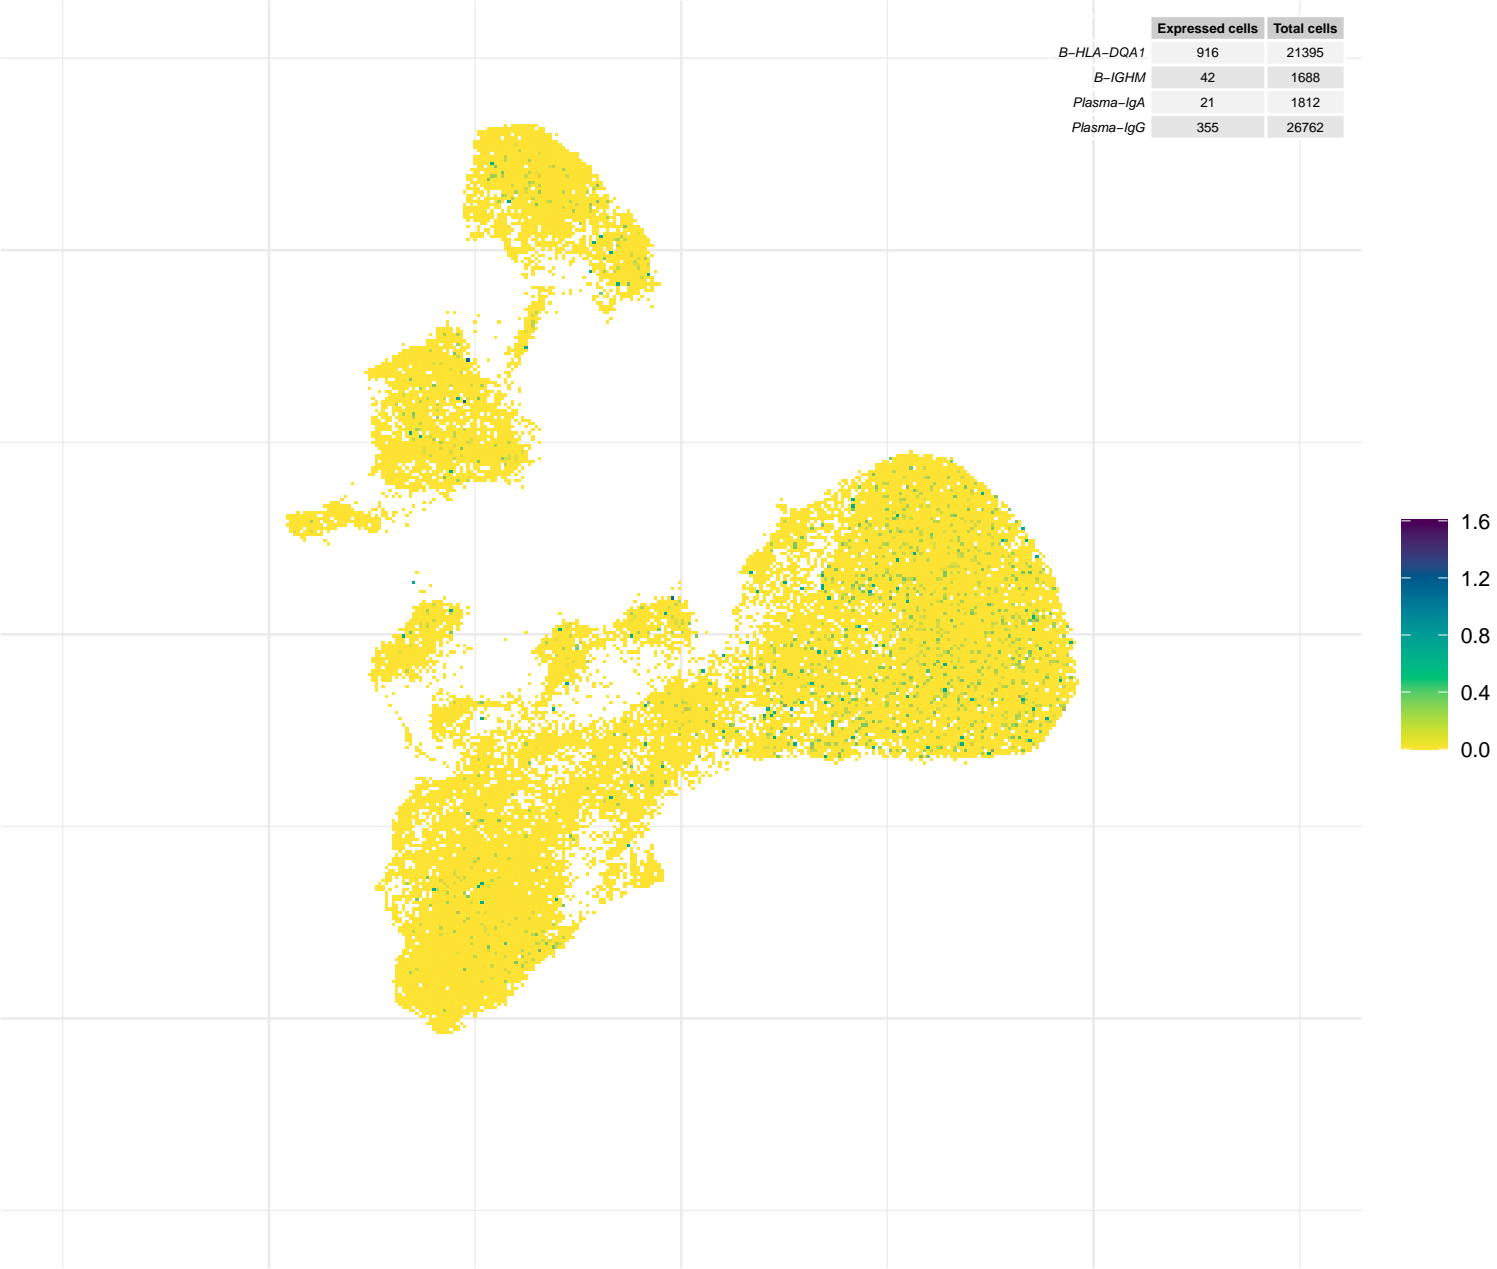 Expressed cells Total cells
B−HLA−DQA1 916 21395
B−IGHM 42 1688
Plasma−IgA 21 1812
Plasma−IgG 355 26762
1.6
1.2
0.8
0.4
0.0